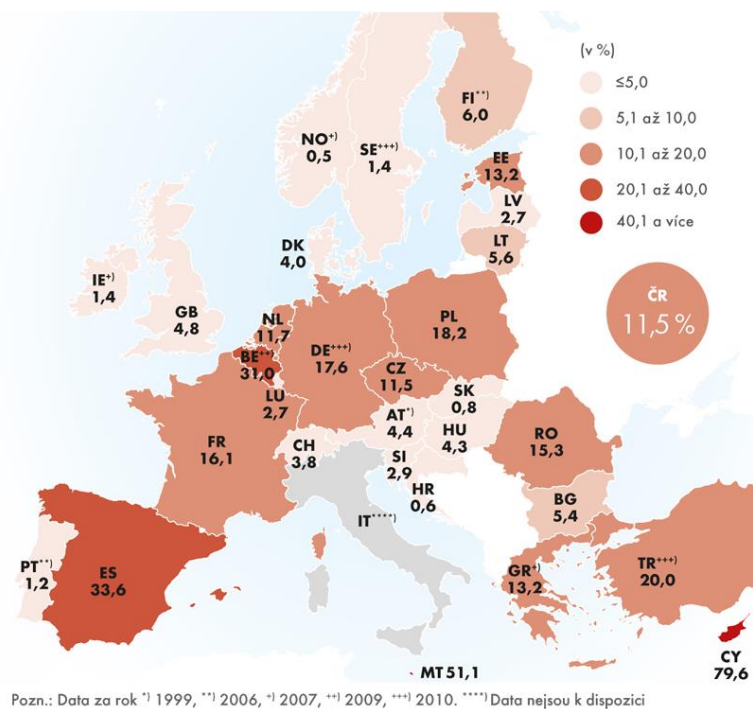 (v %)
≤5,0
5,1 až 10,0
10,1 až 20,0
20,1 až 40,0
40,1 a více
ČR
11,5 %
FI**)
6,0
NO+)
0,5
SE+++)
1,4
EE
13,2
LV
2,7
LT
5,6
DK
4,0
IE+)
1,4
GB
4,8
NL
11,7
BE++)
31,0
LU
2,7
DE+++)
17,6
PL
18,2
CZ
11,5
SK
0,8
AT*)
4,4
HU
4,3
CH
3,8
SI
2,9
HR
0,6
FR
16,1
RO
15,3
BG
5,4
IT****)
PT**)
1,2
ES
33,6
GR+)
13,2
TR+++)
20,0
CY
79,6
MT 51,1
Pozn.: Data za rok *) 1999, **) 2006, +) 2007, ++) 2009, +++) 2010. ****) Data nejsou k dispozici